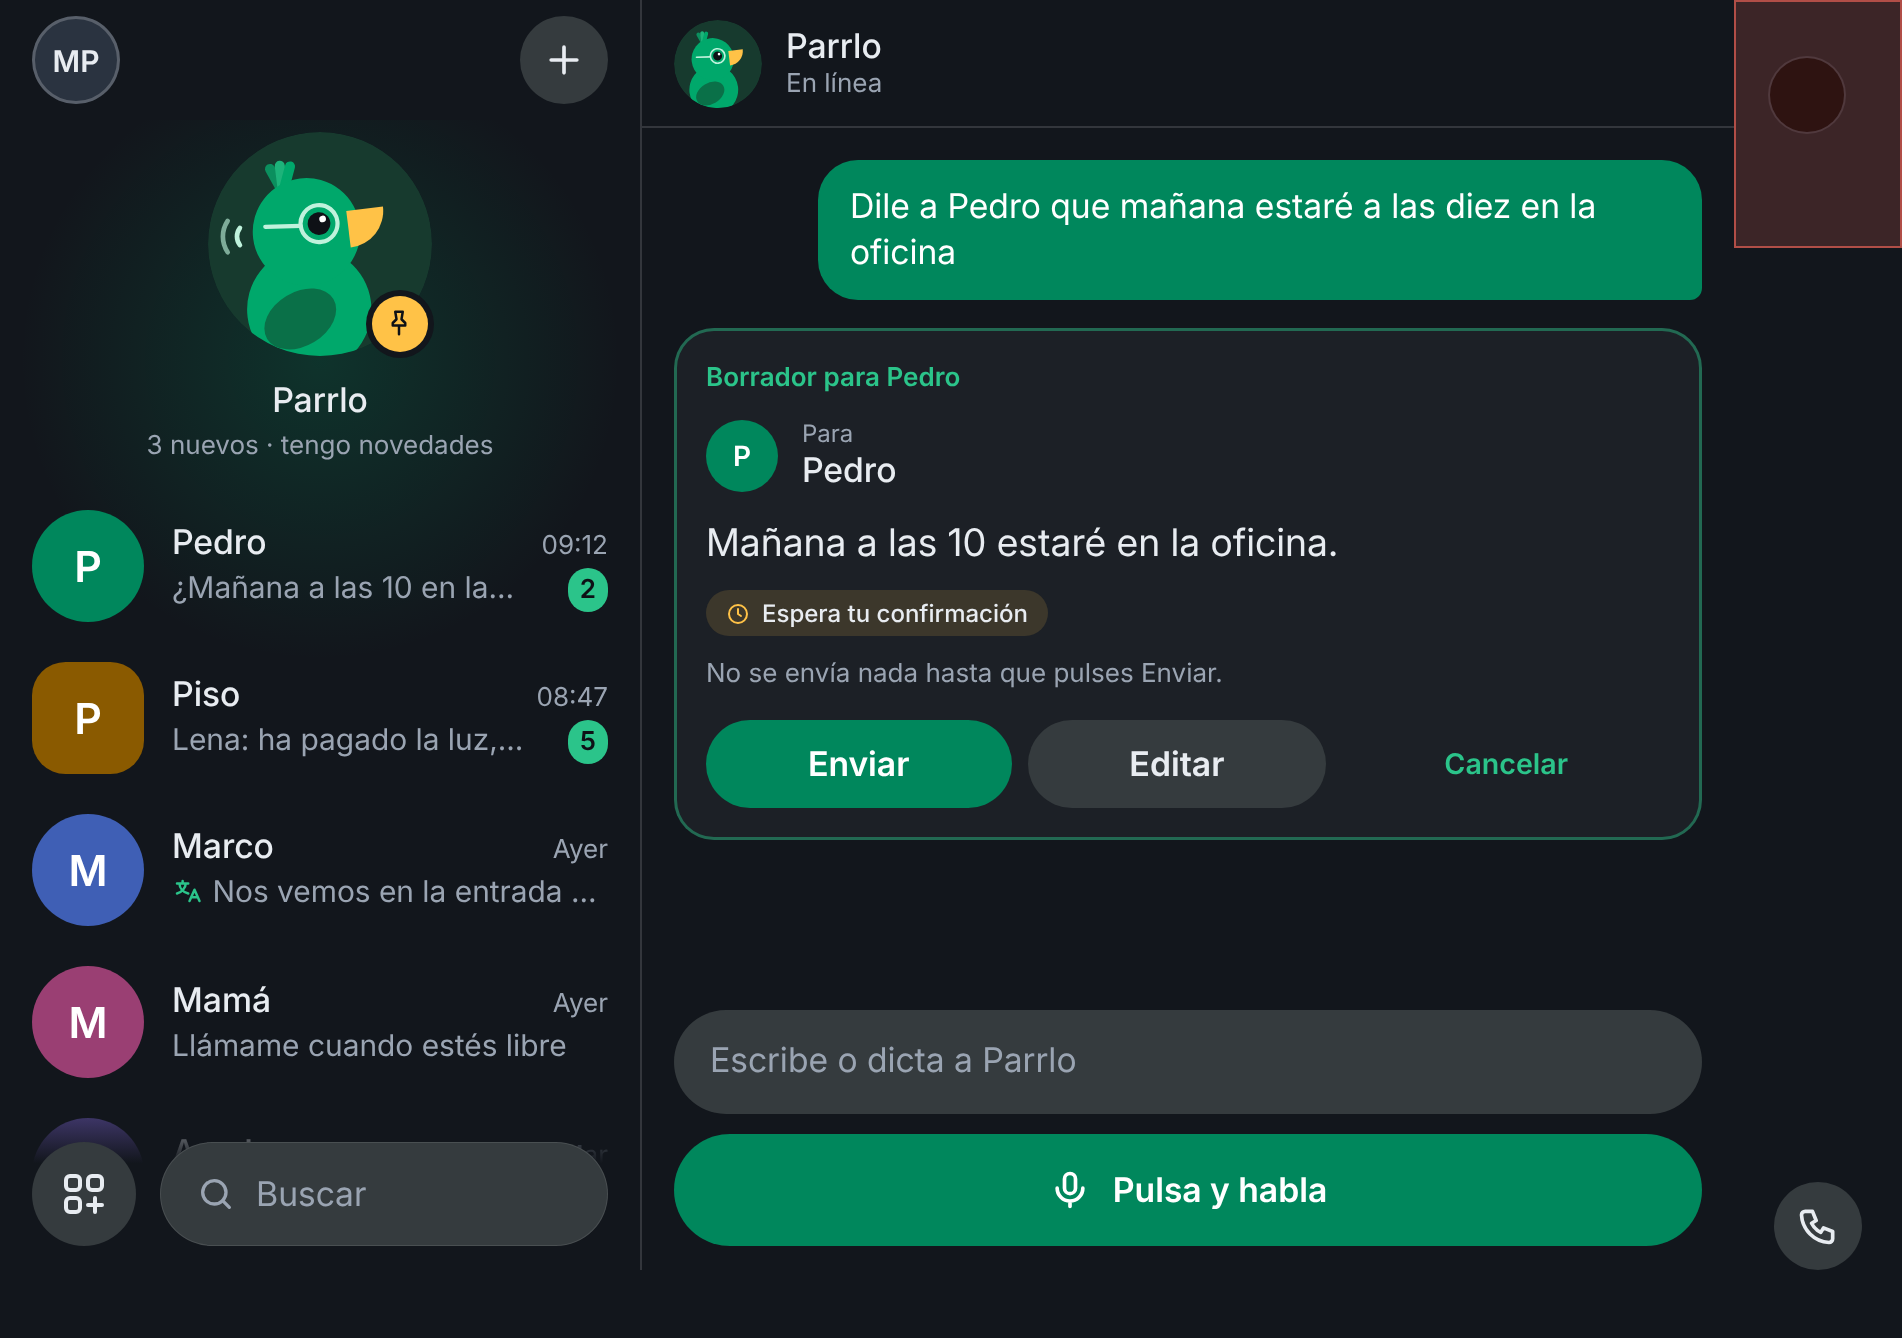 MP
Parrlo
3 nuevos · tengo novedades
P
Pedro
09:12
¿Mañana a las 10 en la...
2
P
Piso
08:47
Lena: ha pagado la luz,...
5
M
Marco
Ayer
Nos vemos en la entrada ...
M
Mamá
Ayer
Llámame cuando estés libre
Buscar
Parrlo
En línea
Dile a Pedro que mañana estaré a las diez en la
oficina
Borrador para Pedro
P
Para
Pedro
Mañana a las 10 estaré en la oficina.
Espera tu confirmación
No se envía nada hasta que pulses Enviar.
Enviar
Editar
Cancelar
Escribe o dicta a Parrlo
Pulsa y habla